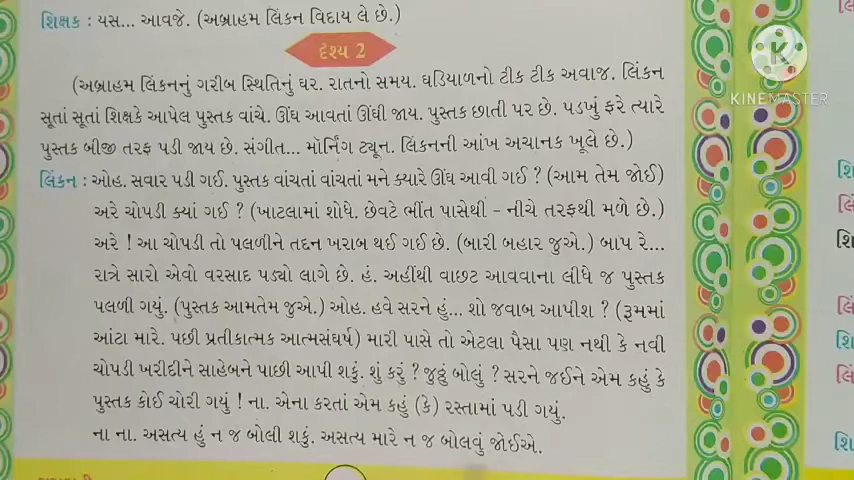 શિક્ષક : યસ... આવજે. (અબ્રાહમ લિંકન વિદાય લે છે.)
દૃશ્ય 2
(અબ્રાહમ લિંકનનું ગરીબ સ્થિતિનું ઘર. રાતનો સમય. ઘડિયાળનો ટીક ટીક અવાજ. લિંકન
સૂતાં સૂતાં શિક્ષકે આપેલ પુસ્તક વાંચે. ઊંઘ આવતાં ઊંઘી જાય. પુસ્તક છાતી પર છે. પડખું ફરે ત્યારે
પુસ્તક બીજી તરફ પડી જાય છે. સંગીત... મૉર્નિંગ ટ્યૂન. લિંકનની આંખ અચાનક ખૂલે છે.)
લિંકન : ઓહ. સવાર પડી ગઈ. પુસ્તક વાંચતાં વાંચતાં મને ક્યારે ઊંઘ આવી ગઈ ? (આમ તેમ જોઈ)
અરે ચોપડી ક્યાં ગઈ ? (ખાટલામાં શોધે. છેવટે ભીંત પાસેથી - નીચે તરફથી મળે છે.)
અરે ! આ ચોપડી તો પલળીને તદન ખરાબ થઈ ગઈ છે. (બારી બહાર જુએ.) બાપ રે...
રાત્રે સારો એવો વરસાદ પડ્યો લાગે છે. હં. અહીંથી વાછટ આવવાના લીધે જ પુસ્તક
પલળી ગયું. (પુસ્તક આમતેમ જુએ.) ઓહ. હવે સરને હું... શો જવાબ આપીશ ? (રૂમમાં
આંટા મારે. પછી પ્રતીકાત્મક આત્મસંઘર્ષ) મારી પાસે તો એટલા પૈસા પણ નથી કે નવી
ચોપડી ખરીદીને સાહેબને પાછી આપી શકું. શું કરું ? જુઠ્ઠું બોલું ? સરને જઈને એમ કહું કે
પુસ્તક કોઈ ચોરી ગયું ! ના. એના કરતાં એમ કહું (કે) રસ્તામાં પડી ગયું.
ના ના. અસત્ય હું ન જ બોલી શકું. અસત્ય મારે ન જ બોલવું જોઈએ.
K
KINEMASTER
લિં
શિ
લિં
શિ
લિં
શિ
લિં
શિ